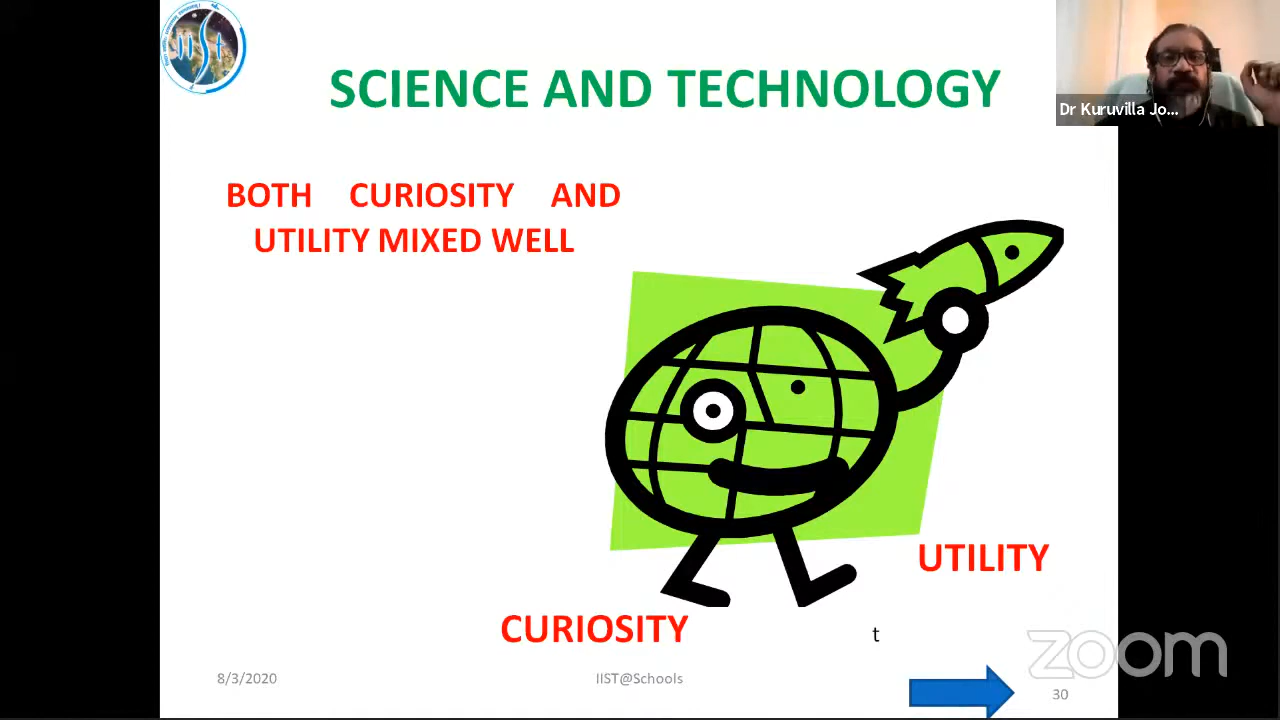 iist
SCIENCE AND TECHNOLOGY
Dr Kuruvilla Jo...
BOTH CURIOSITY AND
UTILITY MIXED WELL
UTILITY
CURIOSITY
t
zoom
8/3/2020
IIST@Schools
30